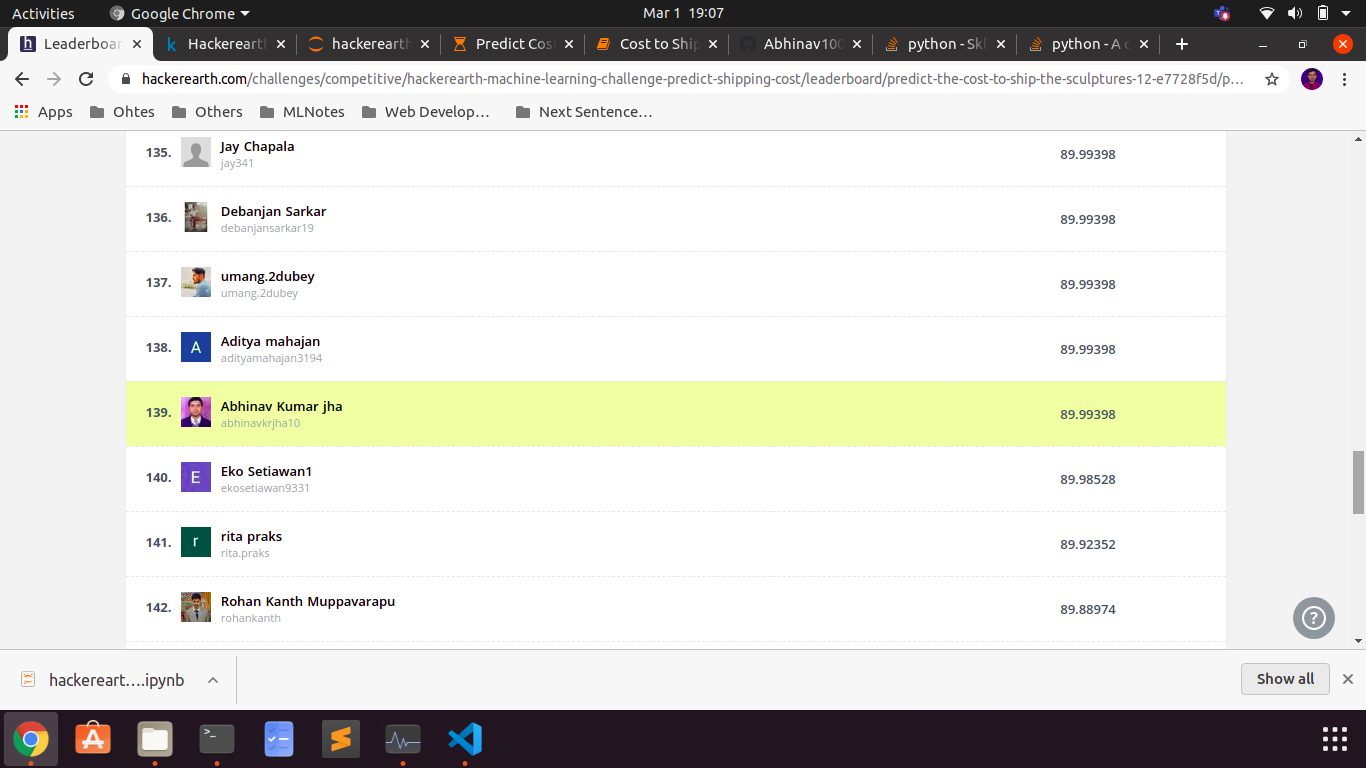 Activities
Google Chrome
Mar 1 19:07
Leaderboar
Hackerearth
hackerearth
Predict Cos
Cost to Ship
Abhinav100
python - Skl
python - A c
hackerearth.com/challenges/competitive/hackerearth-machine-learning-challenge-predict-shipping-cost/leaderboard/predict-the-cost-to-ship-the-sculptures-12-e7728f5d/p…
Apps
Ohtes
Others
MLNotes
Web Develop…
Next Sentence…
135. Jay Chapala 89.99398
jay341
136. Debanjan Sarkar 89.99398
debanjansarkar19
137. umang.2dubey 89.99398
umang.2dubey
138. A Aditya mahajan 89.99398
adityamahajan3194
139. Abhinav Kumar jha 89.99398
abhinavkrjha10
140. E Eko Setiawan1 89.98528
ekosetiawan9331
141. r rita praks 89.92352
rita.praks
142. Rohan Kanth Muppavarapu 89.88974
rohankanth
hackereart….ipynb
Show all